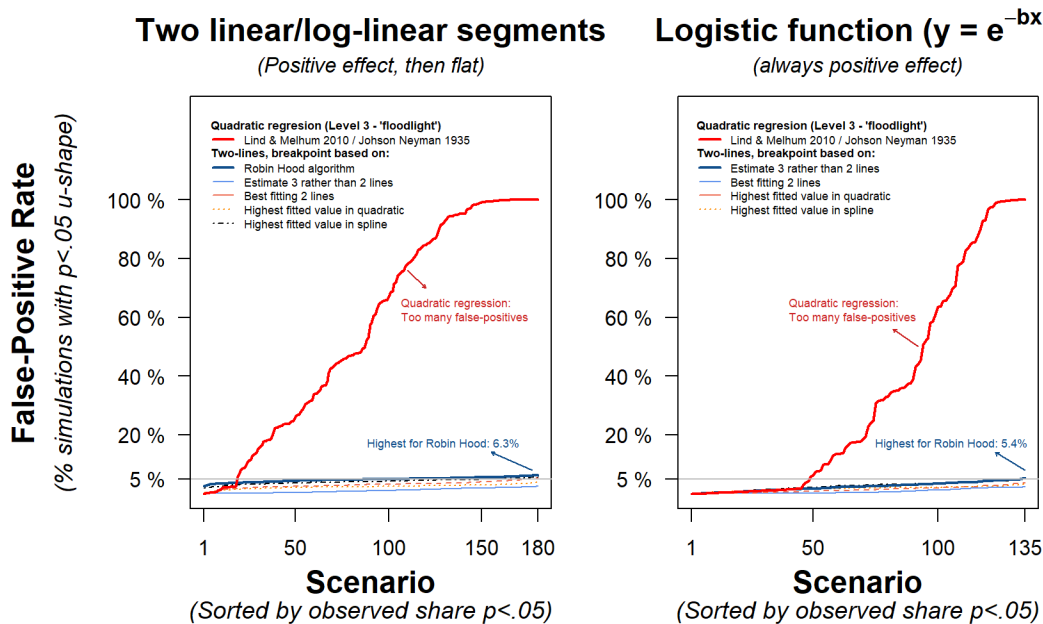 Two linear/log-linear segments
(Positive effect, then flat)
False-Positive Rate
(% simulations with p<.05 u-shape)
Quadratic regresion (Level 3 - 'floodlight')
Lind & Melhum 2010 / Johson Neyman 1935
Two-lines, breakpoint based on:
Robin Hood algorithm
Estimate 3 rather than 2 lines
Best fitting 2 lines
Highest fitted value in quadratic
Highest fitted value in spline
100 %
80 %
60 %
40 %
20 %
5 %
Quadratic regression:
Too many false-positives
Highest for Robin Hood: 6.3%
1 50 100 150 180
Scenario
(Sorted by observed share p<.05)
Logistic function (y = e–bx
(always positive effect)
Quadratic regresion (Level 3 - 'floodlight')
Lind & Melhum 2010 / Johson Neyman 1935
Two-lines, breakpoint based on:
Estimate 3 rather than 2 lines
Best fitting 2 lines
Highest fitted value in quadratic
Highest fitted value in spline
100 %
80 %
60 %
40 %
20 %
5 %
Quadratic regression:
Too many false-positives
Highest for Robin Hood: 5.4%
1 50 100 135
Scenario
(Sorted by observed share p<.05)